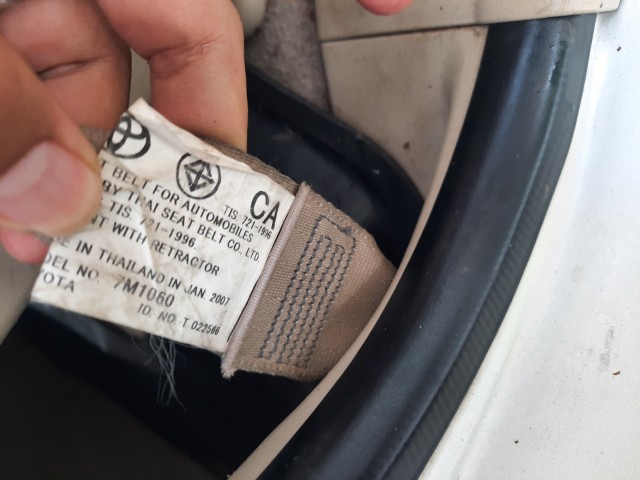 TIS. 721-1996
CA
T BELT FOR AUTOMOBILES
BY THAI SEAT BELT CO., LTD
TIS. 721-1996
NT WITH RETRACTOR
E IN THAILAND IN JAN. 2007
DEL NO. 7M1060
OTA
ID. NO. T 022566